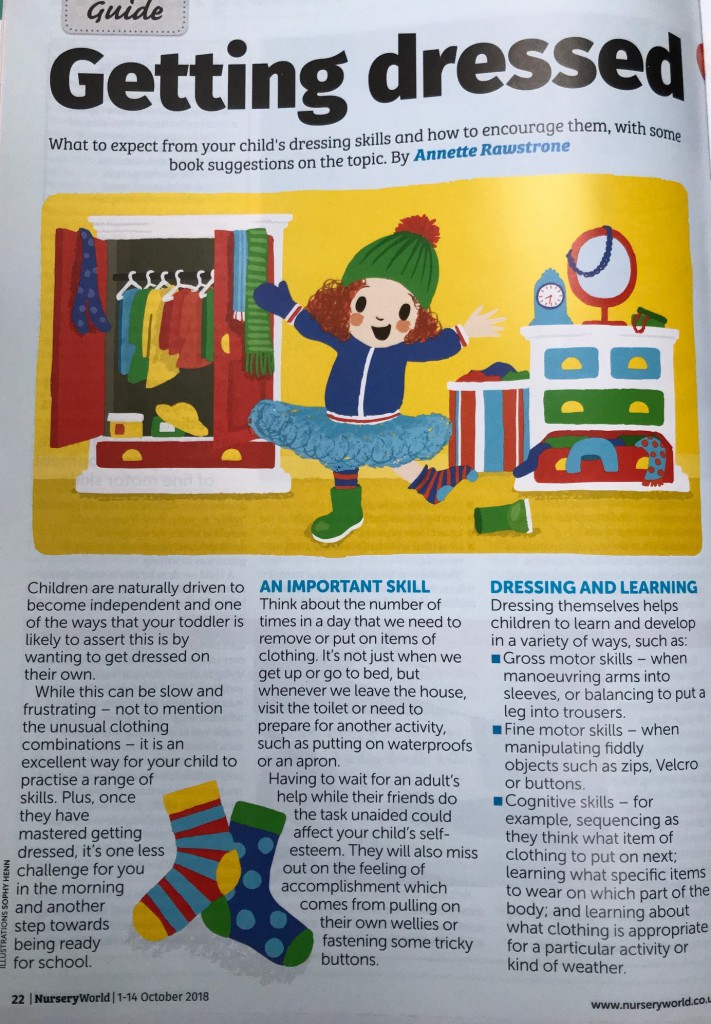 Guide
Getting dressed
What to expect from your child's dressing skills and how to encourage them, with some
book suggestions on the topic. By Annette Rawstrone
Children are naturally driven to
become independent and one
of the ways that your toddler is
likely to assert this is by
wanting to get dressed on
their own.
While this can be slow and
frustrating – not to mention
the unusual clothing
combinations – it is an
excellent way for your child to
practise a range of
skills. Plus, once
they have
mastered getting
dressed, it's one less
challenge for you
in the morning
and another
step towards
being ready
for school.
AN IMPORTANT SKILL
Think about the number of
times in a day that we need to
remove or put on items of
clothing. It's not just when we
get up or go to bed, but
whenever we leave the house,
visit the toilet or need to
prepare for another activity,
such as putting on waterproofs
or an apron.
Having to wait for an adult's
help while their friends do
the task unaided could
affect your child's self-
esteem. They will also miss
out on the feeling of
accomplishment which
comes from pulling on
their own wellies or
fastening some tricky
buttons.
DRESSING AND LEARNING
Dressing themselves helps
children to learn and develop
in a variety of ways, such as:
■ Gross motor skills – when
manoeuvring arms into
sleeves, or balancing to put a
leg into trousers.
■ Fine motor skills – when
manipulating fiddly
objects such as zips, Velcro
or buttons.
■ Cognitive skills – for
example, sequencing as
they think what item of
clothing to put on next;
learning what specific items
to wear on which part of the
body; and learning about
what clothing is appropriate
for a particular activity or
kind of weather.
ILLUSTRATIONS SOPHY HENN
22 | NurseryWorld | 1-14 October 2018
www.nurseryworld.co.u